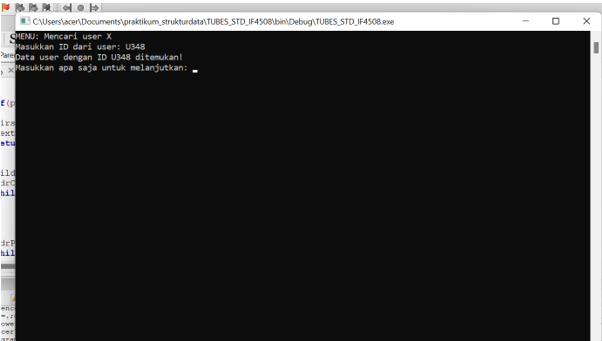 C:\Users\acer\Documents\praktikum_strukturdata\TUBES_STD_IF4508\bin\Debug\TUBES_STD_IF4508.exe
MENU: Mencari user X
Masukkan ID dari user: U348
Data user dengan ID U348 ditemukan!
Masukkan apa saja untuk melanjutkan: